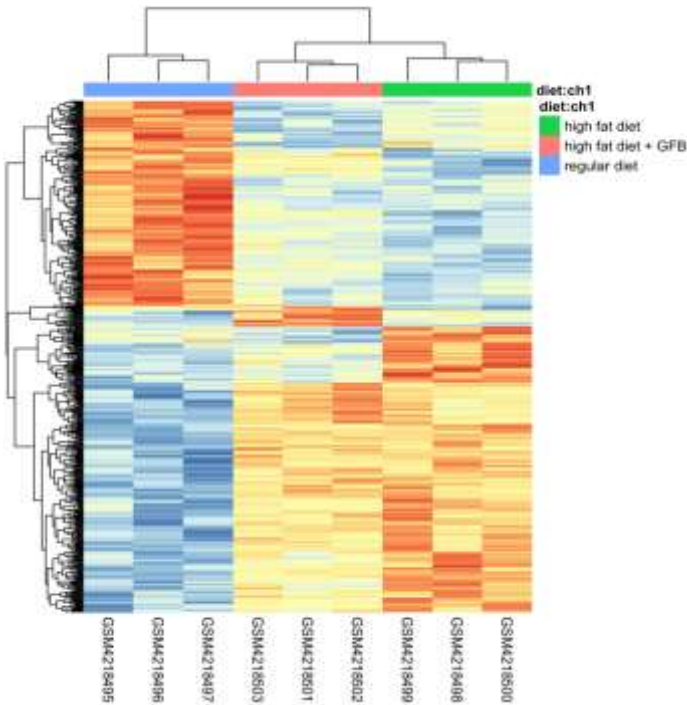 diet:ch1
diet:ch1
high fat diet
high fat diet + GFB
regular diet
GSM4218495
GSM4218496
GSM4218497
GSM4218503
GSM4218501
GSM4218502
GSM4218499
GSM4218498
GSM4218500